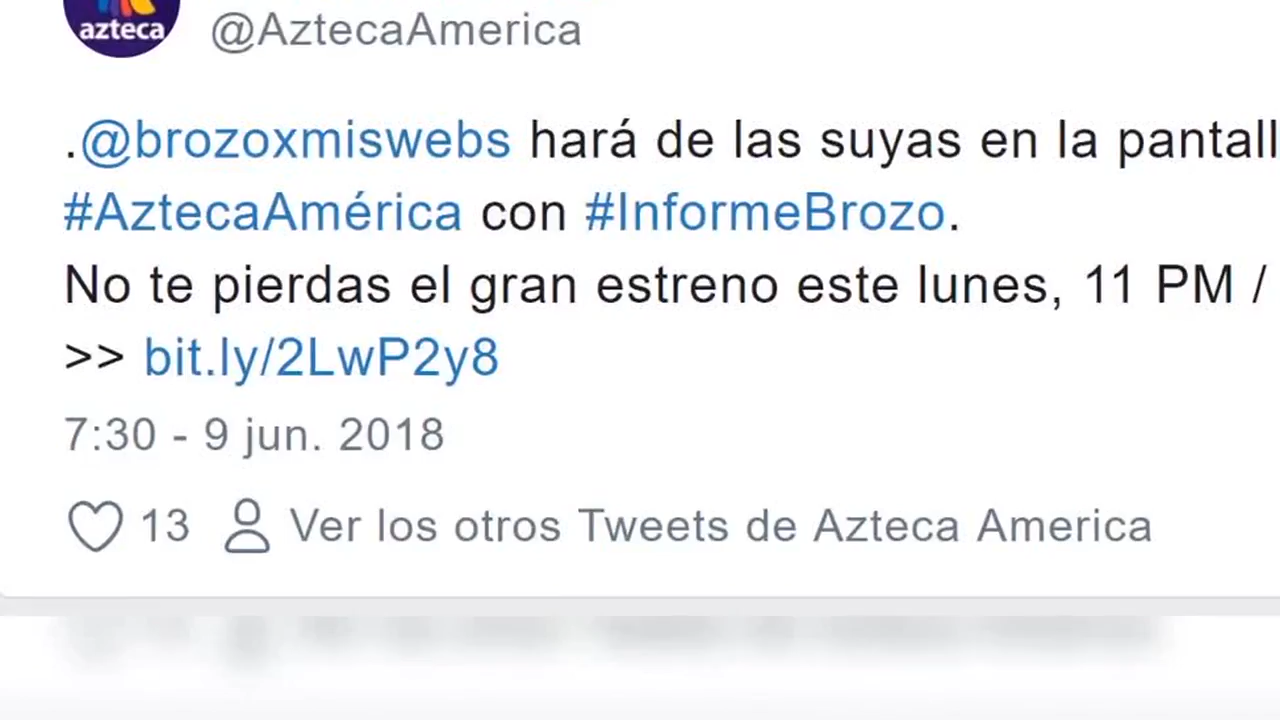 azteca
@AztecaAmerica
.@brozoxmiswebs hará de las suyas en la
#AztecaAmérica con #InformeBrozo.
No te pierdas el gran estreno este lunes, 11 PM /
>> bit.ly/2LwP2y8
7:30 - 9 jun. 2018
13 Ver los otros Tweets de Azteca America